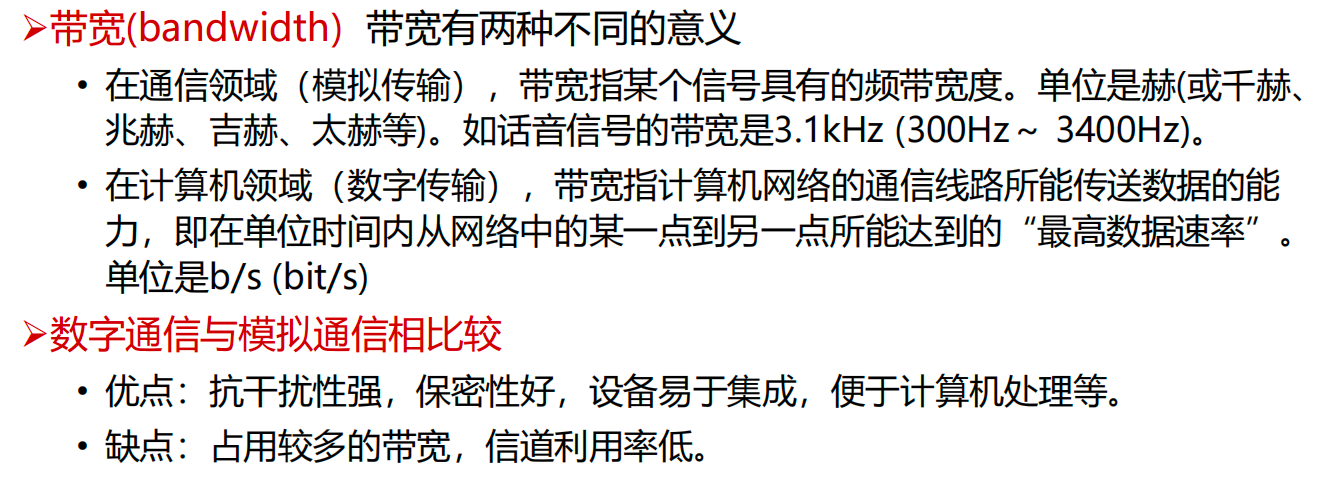 ➢带宽(bandwidth) 带宽有两种不同的意义
• 在通信领域（模拟传输），带宽指某个信号具有的频带宽度。单位是赫(或千赫、
兆赫、吉赫、太赫等)。如话音信号的带宽是3.1kHz (300Hz～ 3400Hz)。
• 在计算机领域（数字传输），带宽指计算机网络的通信线路所能传送数据的能
力，即在单位时间内从网络中的某一点到另一点所能达到的“最高数据速率”。
单位是b/s (bit/s)
➢数字通信与模拟通信相比较
• 优点：抗干扰性强，保密性好，设备易于集成，便于计算机处理等。
• 缺点：占用较多的带宽，信道利用率低。